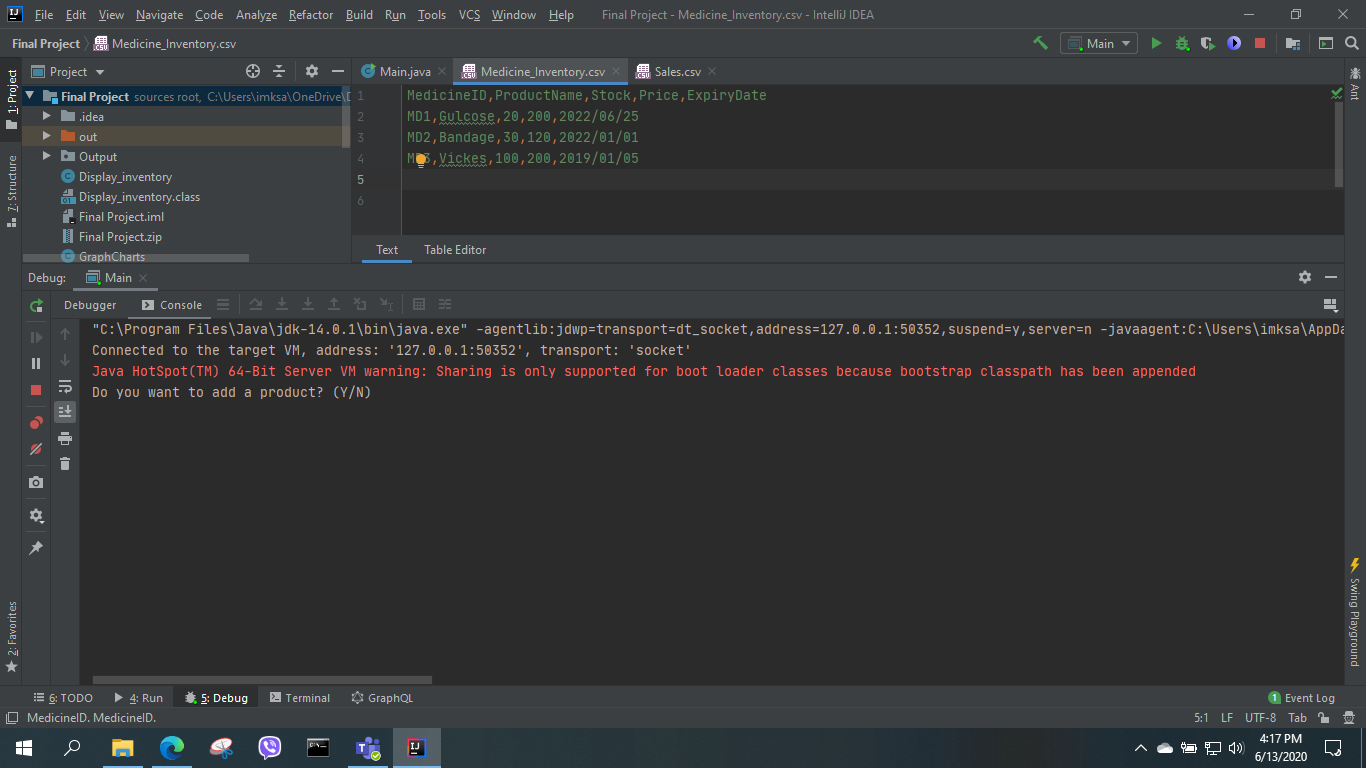 File Edit View Navigate Code Analyze Refactor Build Run Tools VCS Window Help Final Project - Medicine_Inventory.csv - IntelliJ IDEA
Final Project Medicine_Inventory.csv Main
Project Main.java Medicine_Inventory.csv Sales.csv
1: Project
Ant
Final Project sources root, C:\Users\imksa\OneDrive\D
.idea
out
Output
Display_inventory
Display_inventory.class
Final Project.iml
Final Project.zip
GraphCharts
7: Structure
1 MedicineID,ProductName,Stock,Price,ExpiryDate
2 MD1,Gulcose,20,200,2022/06/25
3 MD2,Bandage,30,120,2022/01/01
4 MD3,Vickes,100,200,2019/01/05
5
6
Text Table Editor
Debug: Main
Debugger Console
"C:\Program Files\Java\jdk-14.0.1\bin\java.exe" -agentlib:jdwp=transport=dt_socket,address=127.0.0.1:50352,suspend=y,server=n -javaagent:C:\Users\imksa\AppDa
Connected to the target VM, address: '127.0.0.1:50352', transport: 'socket'
Java HotSpot(TM) 64-Bit Server VM warning: Sharing is only supported for boot loader classes because bootstrap classpath has been appended
Do you want to add a product? (Y/N)
2: Favorites
Swing Playground
6: TODO 4: Run 5: Debug Terminal GraphQL 1 Event Log
MedicineID. MedicineID. 5:1 LF UTF-8 Tab
4:17 PM
6/13/2020